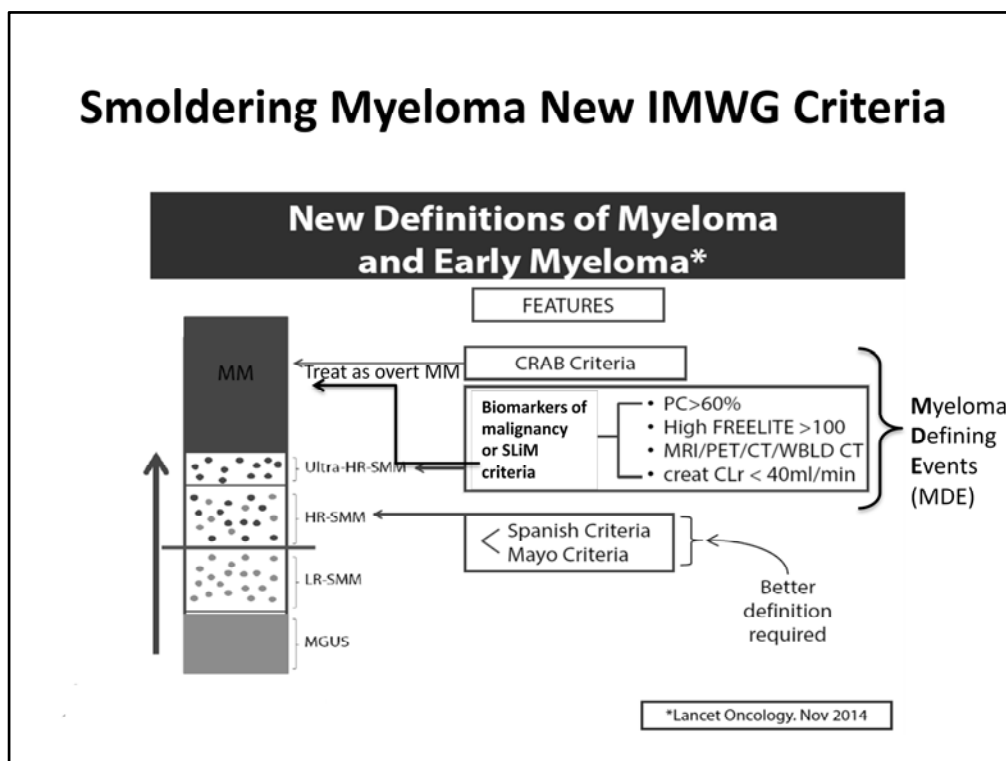 Smoldering Myeloma New IMWG Criteria
New Definitions of Myeloma
and Early Myeloma*
FEATURES
MM
Treat as overt MM
CRAB Criteria
Biomarkers of
malignancy
or SLiM
criteria
• PC>60%
• High FREELITE >100
• MRI/PET/CT/WBLD CT
• creat CLr < 40ml/min
Myeloma
Defining
Events
(MDE)
Ultra-HR-SMM
HR-SMM
Spanish Criteria
Mayo Criteria
LR-SMM
Better
definition
required
MGUS
*Lancet Oncology. Nov 2014